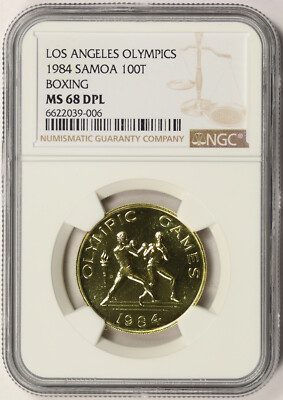 LOS ANGELES OLYMPICS
1984 SAMOA 100T
BOXING
MS 68 DPL
6622039-006
NUMISMATIC GUARANTY COMPANY
NGC
OLYMPIC GAMES
1984